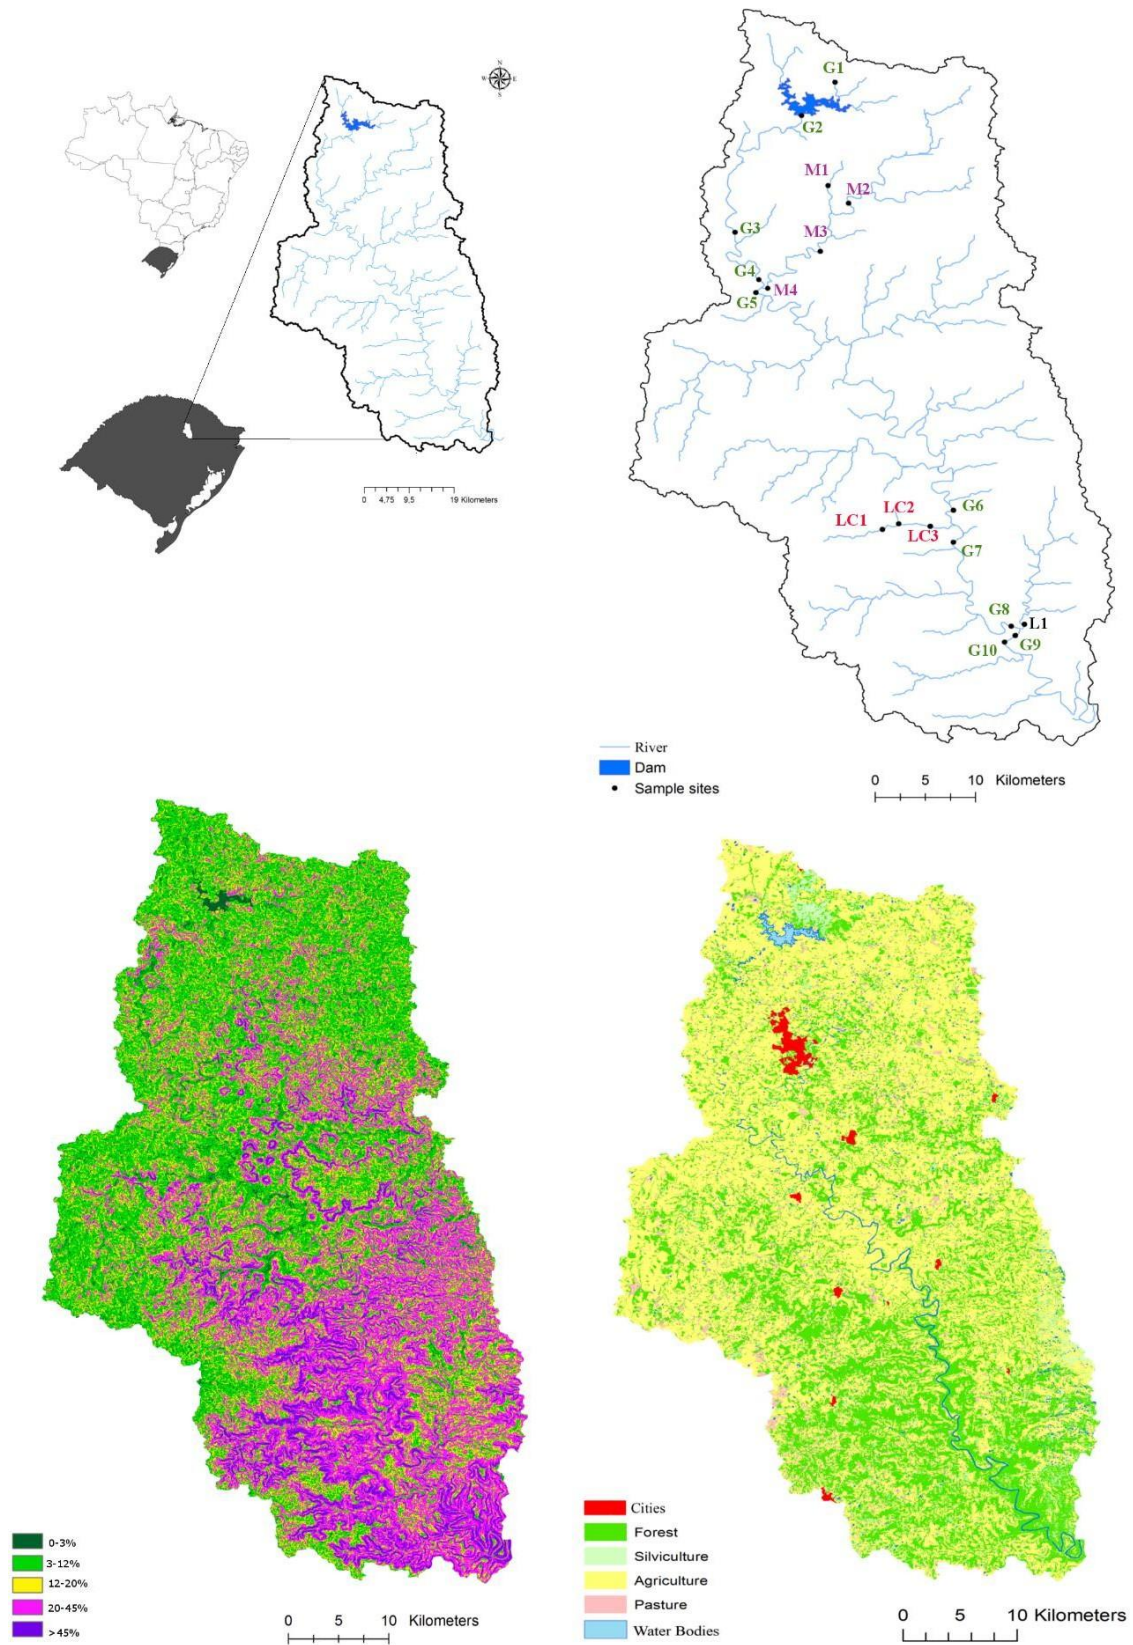 N
W E
S
0 4,75 9,5 19 Kilometers
G1
G2
M1
M2
G3
M3
G4
M4
G5
LC2
G6
LC1
LC3
G7
G8
L1
G9
G10
River
Dam
Sample sites
0 5 10 Kilometers
0-3%
3-12%
12-20%
20-45%
>45%
0 5 10 Kilometers
Cities
Forest
Silviculture
Agriculture
Pasture
Water Bodies
0 5 10 Kilometers